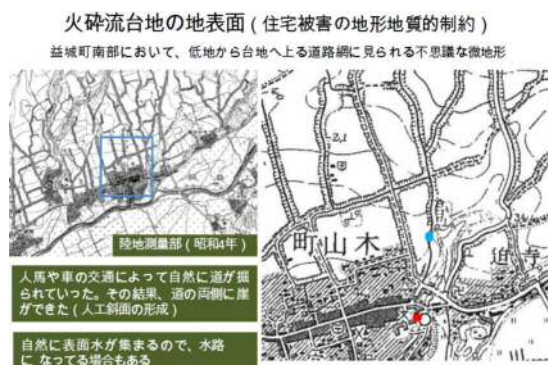 火砕流台地の地表面(住宅被害の地形地質的制約)
益城町南部において、低地から台地へ上る道路網に見られる不思議な微地形
陸地測量部(昭和4年)
人馬や車の交通によって自然に道が掘
られていった。その結果、道の両側に崖
ができた(人工斜面の形成)
自然に表面水が集まるので、水路
に なってる場合もある
町山木
迫寺